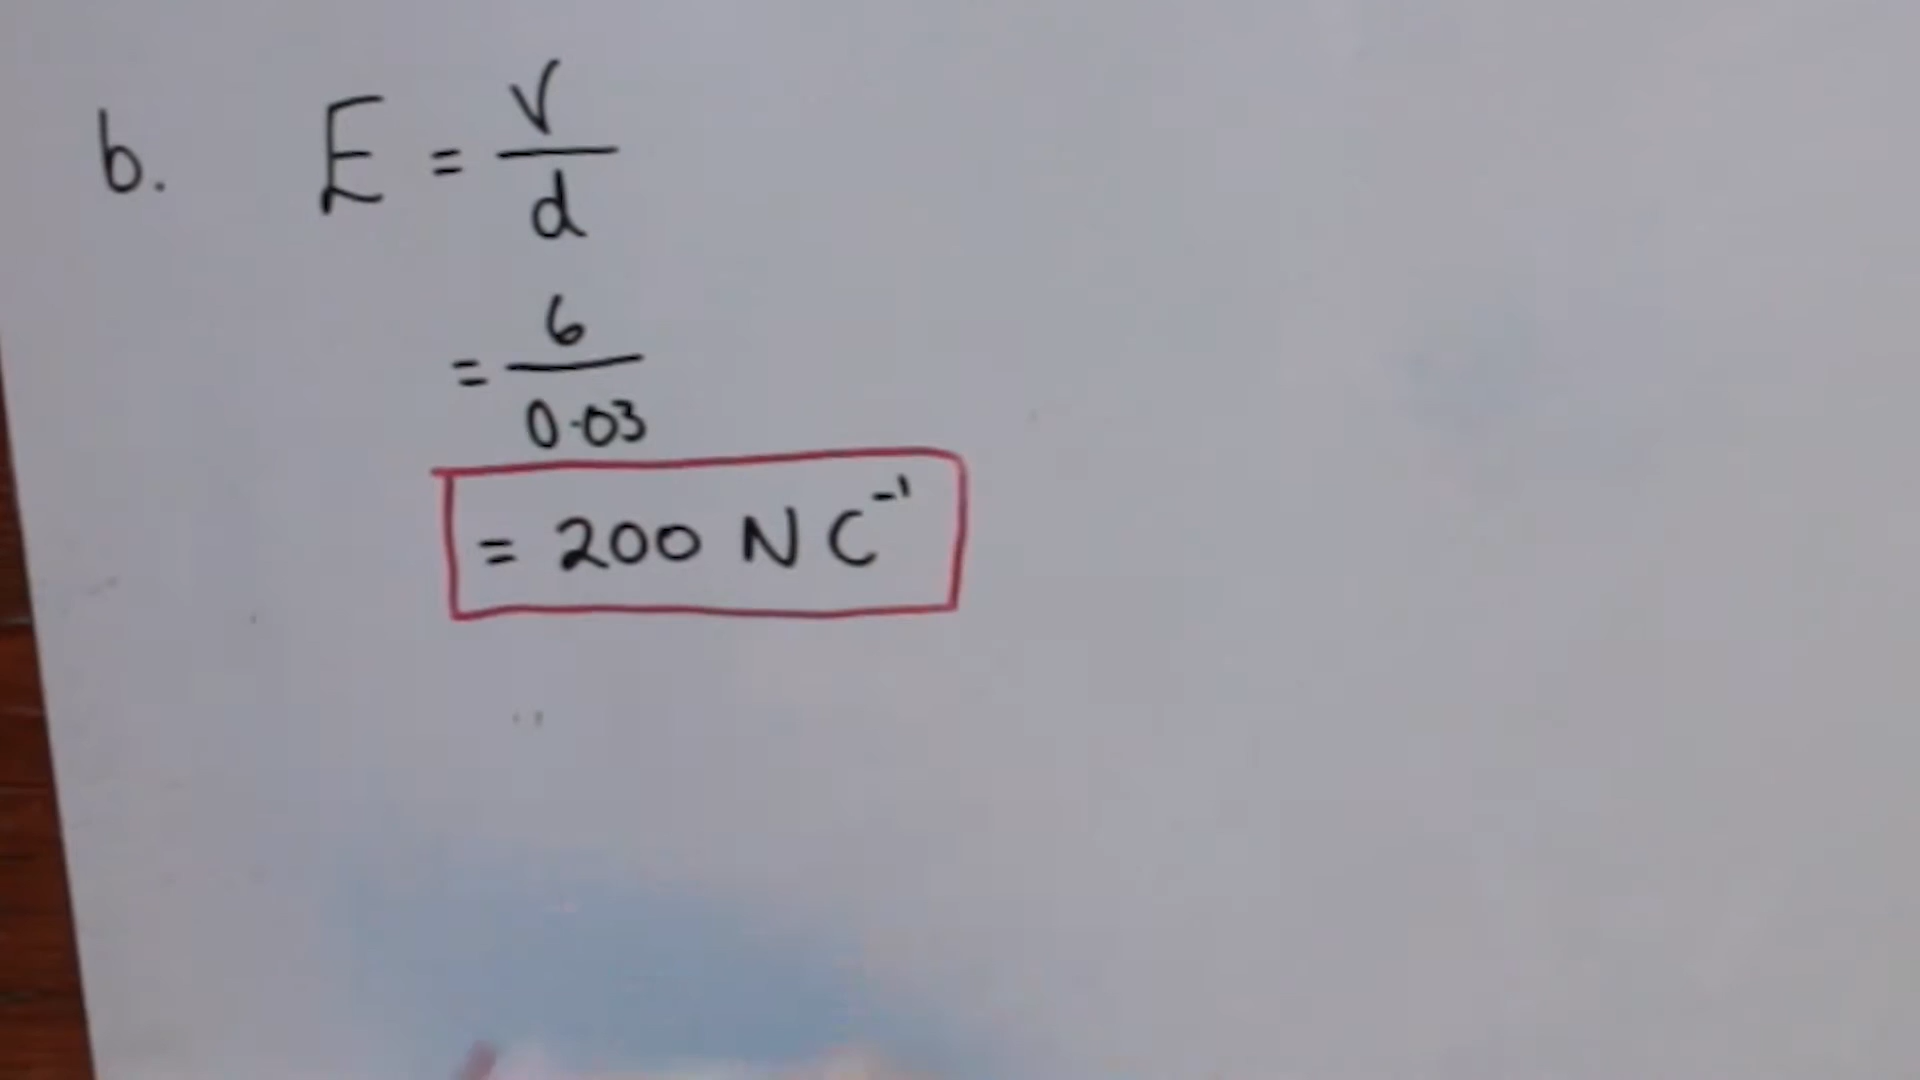 b. E = V/d
= 6/0.03
= 200 N C⁻¹